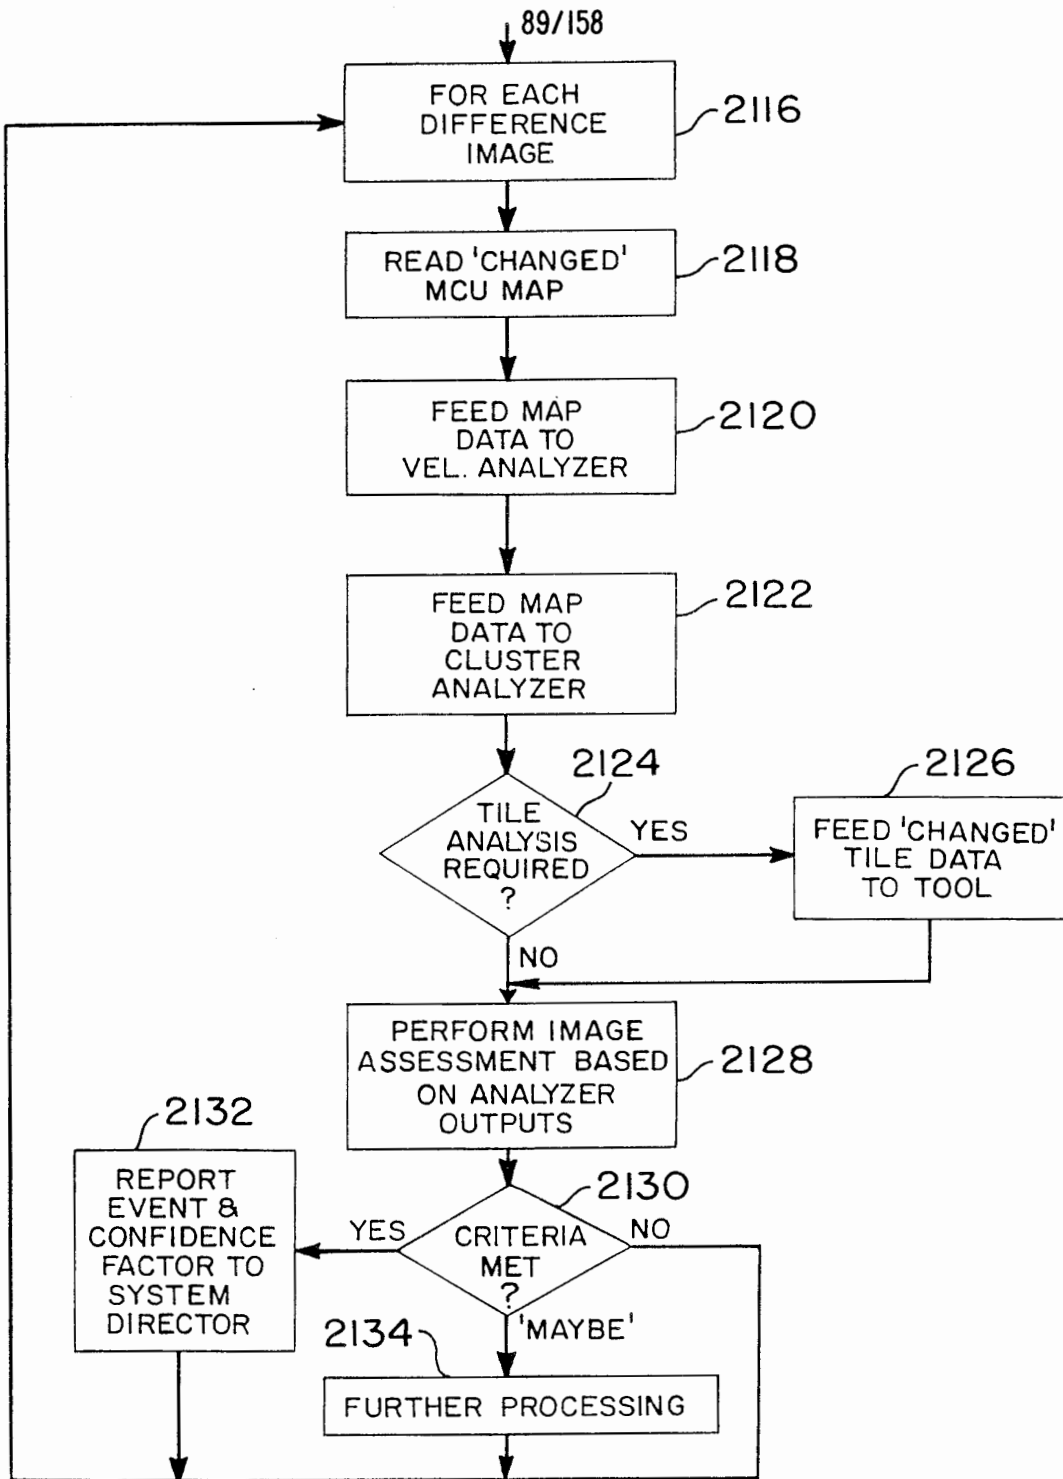 89/158
FOR EACH
DIFFERENCE
IMAGE
2116
READ 'CHANGED'
MCU MAP
2118
FEED MAP
DATA TO
VEL. ANALYZER
2120
FEED MAP
DATA TO
CLUSTER
ANALYZER
2122
TILE
ANALYSIS
REQUIRED
?
2124
YES
FEED 'CHANGED'
TILE DATA
TO TOOL
2126
NO
PERFORM IMAGE
ASSESSMENT BASED
ON ANALYZER
OUTPUTS
2128
CRITERIA
MET
?
2130
YES
NO
'MAYBE'
REPORT
EVENT &
CONFIDENCE
FACTOR TO
SYSTEM
DIRECTOR
2132
2134
FURTHER PROCESSING